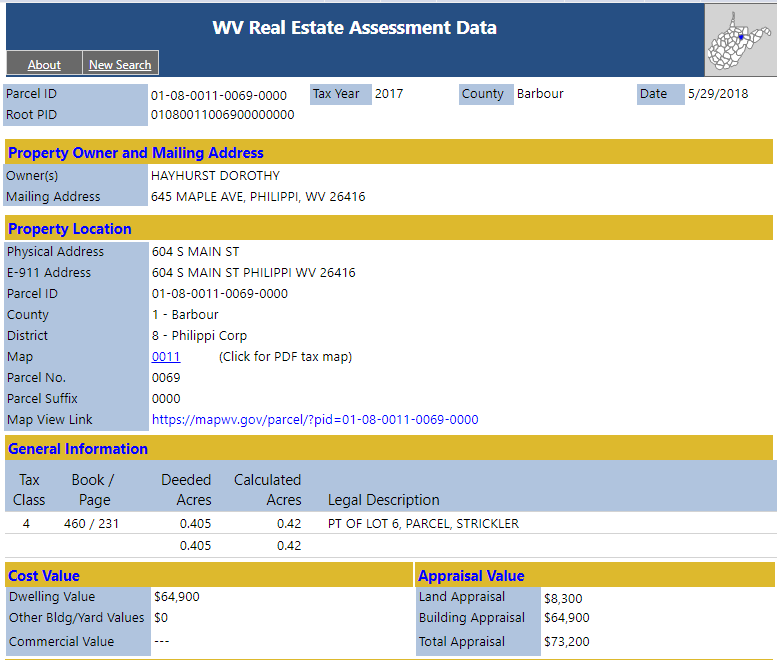 WV Real Estate Assessment Data
About New Search
Parcel ID 01-08-0011-0069-0000 Tax Year 2017 County Barbour Date 5/29/2018
Root PID 01080011006900000000
Property Owner and Mailing Address
Owner(s) HAYHURST DOROTHY
Mailing Address 645 MAPLE AVE, PHILIPPI, WV 26416
Property Location
Physical Address 604 S MAIN ST
E-911 Address 604 S MAIN ST PHILIPPI WV 26416
Parcel ID 01-08-0011-0069-0000
County 1 - Barbour
District 8 - Philippi Corp
Map 0011 (Click for PDF tax map)
Parcel No. 0069
Parcel Suffix 0000
Map View Link https://mapwv.gov/parcel/?pid=01-08-0011-0069-0000
General Information
Tax Book / Deeded Calculated
Class Page Acres Acres Legal Description
4 460 / 231 0.405 0.42 PT OF LOT 6, PARCEL, STRICKLER
0.405 0.42
Cost Value Appraisal Value
Dwelling Value $64,900 Land Appraisal $8,300
Other Bldg/Yard Values $0 Building Appraisal $64,900
Commercial Value --- Total Appraisal $73,200